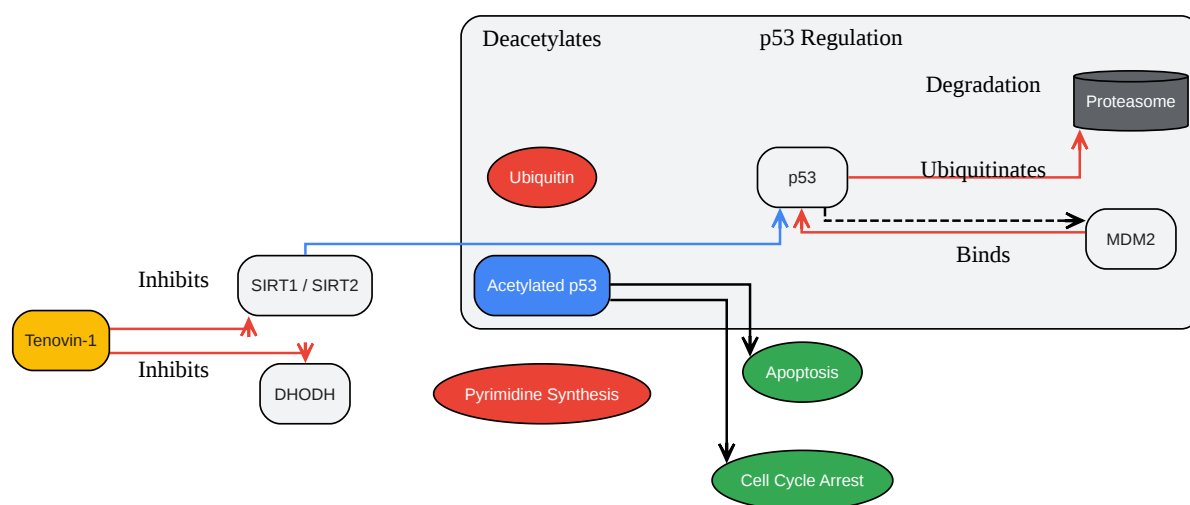 Deacetylates
p53 Regulation
Degradation
Proteasome
Ubiquitin
p53
Ubiquitinates
MDM2
Binds
Inhibits
SIRT1 / SIRT2
Acetylated p53
Tenovin-1
Inhibits
DHODH
Pyrimidine Synthesis
Apoptosis
Cell Cycle Arrest